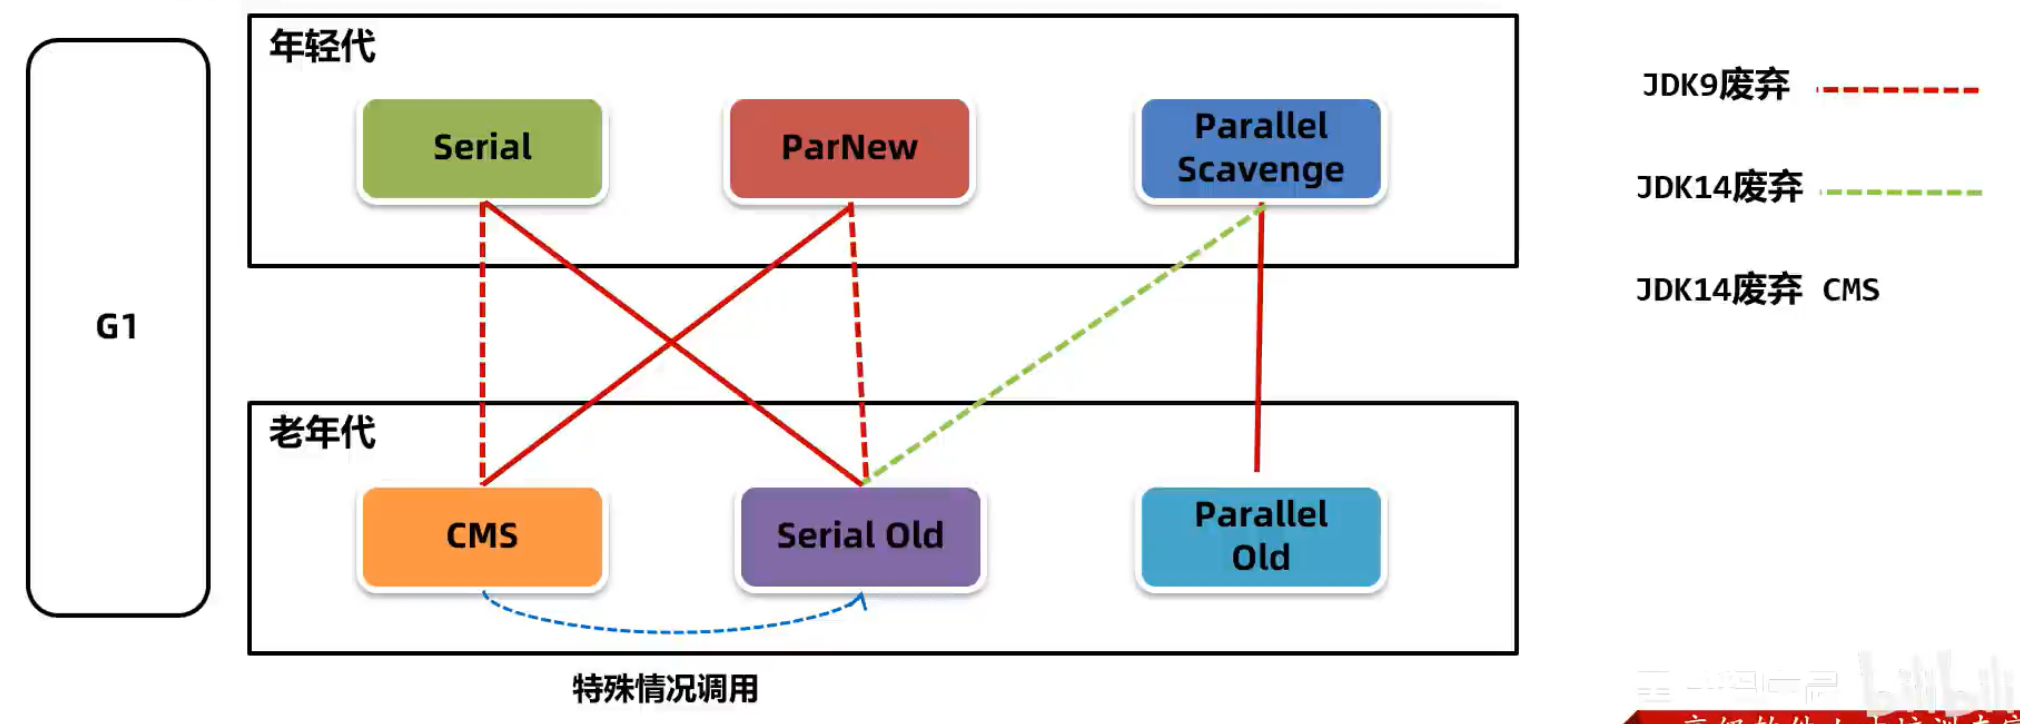 年轻代
Serial
ParNew
Parallel
Scavenge
G1
老年代
CMS
Serial Old
Parallel
Old
特殊情况调用
JDK9废弃
JDK14废弃
JDK14废弃 CMS
bilibili